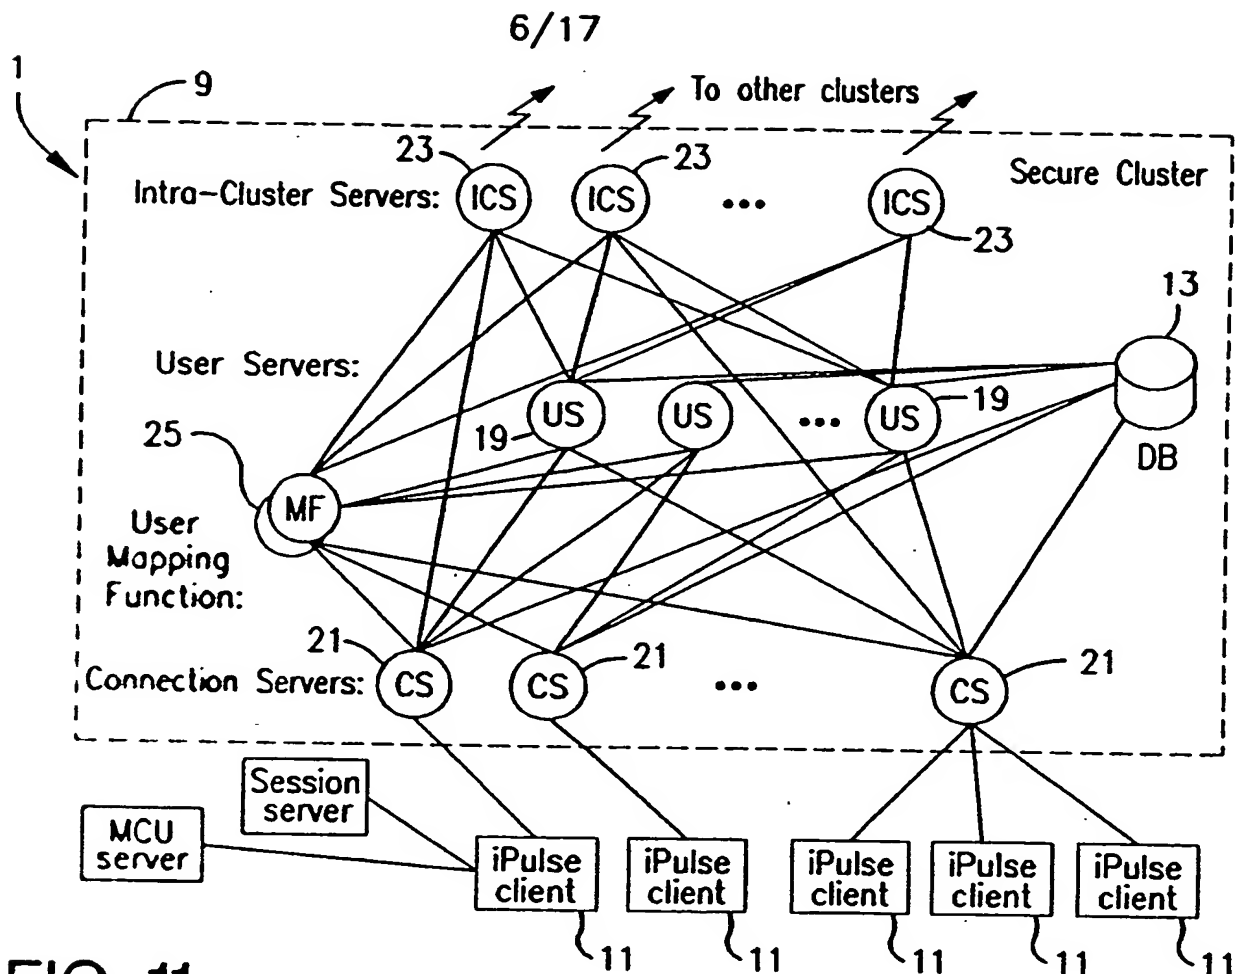 6/17
1
9
To other clusters
23
23
Secure Cluster
Intra-Cluster Servers:
ICS
ICS
•••
ICS
23
13
User Servers:
US
US
•••
US
19
19
DB
25
MF
User
Mapping
Function:
21
21
21
Connection Servers:
CS
CS
•••
CS
Session
server
MCU
server
iPulse
client
iPulse
client
iPulse
client
iPulse
client
iPulse
client
11
11
11
11
11
FIG. 11